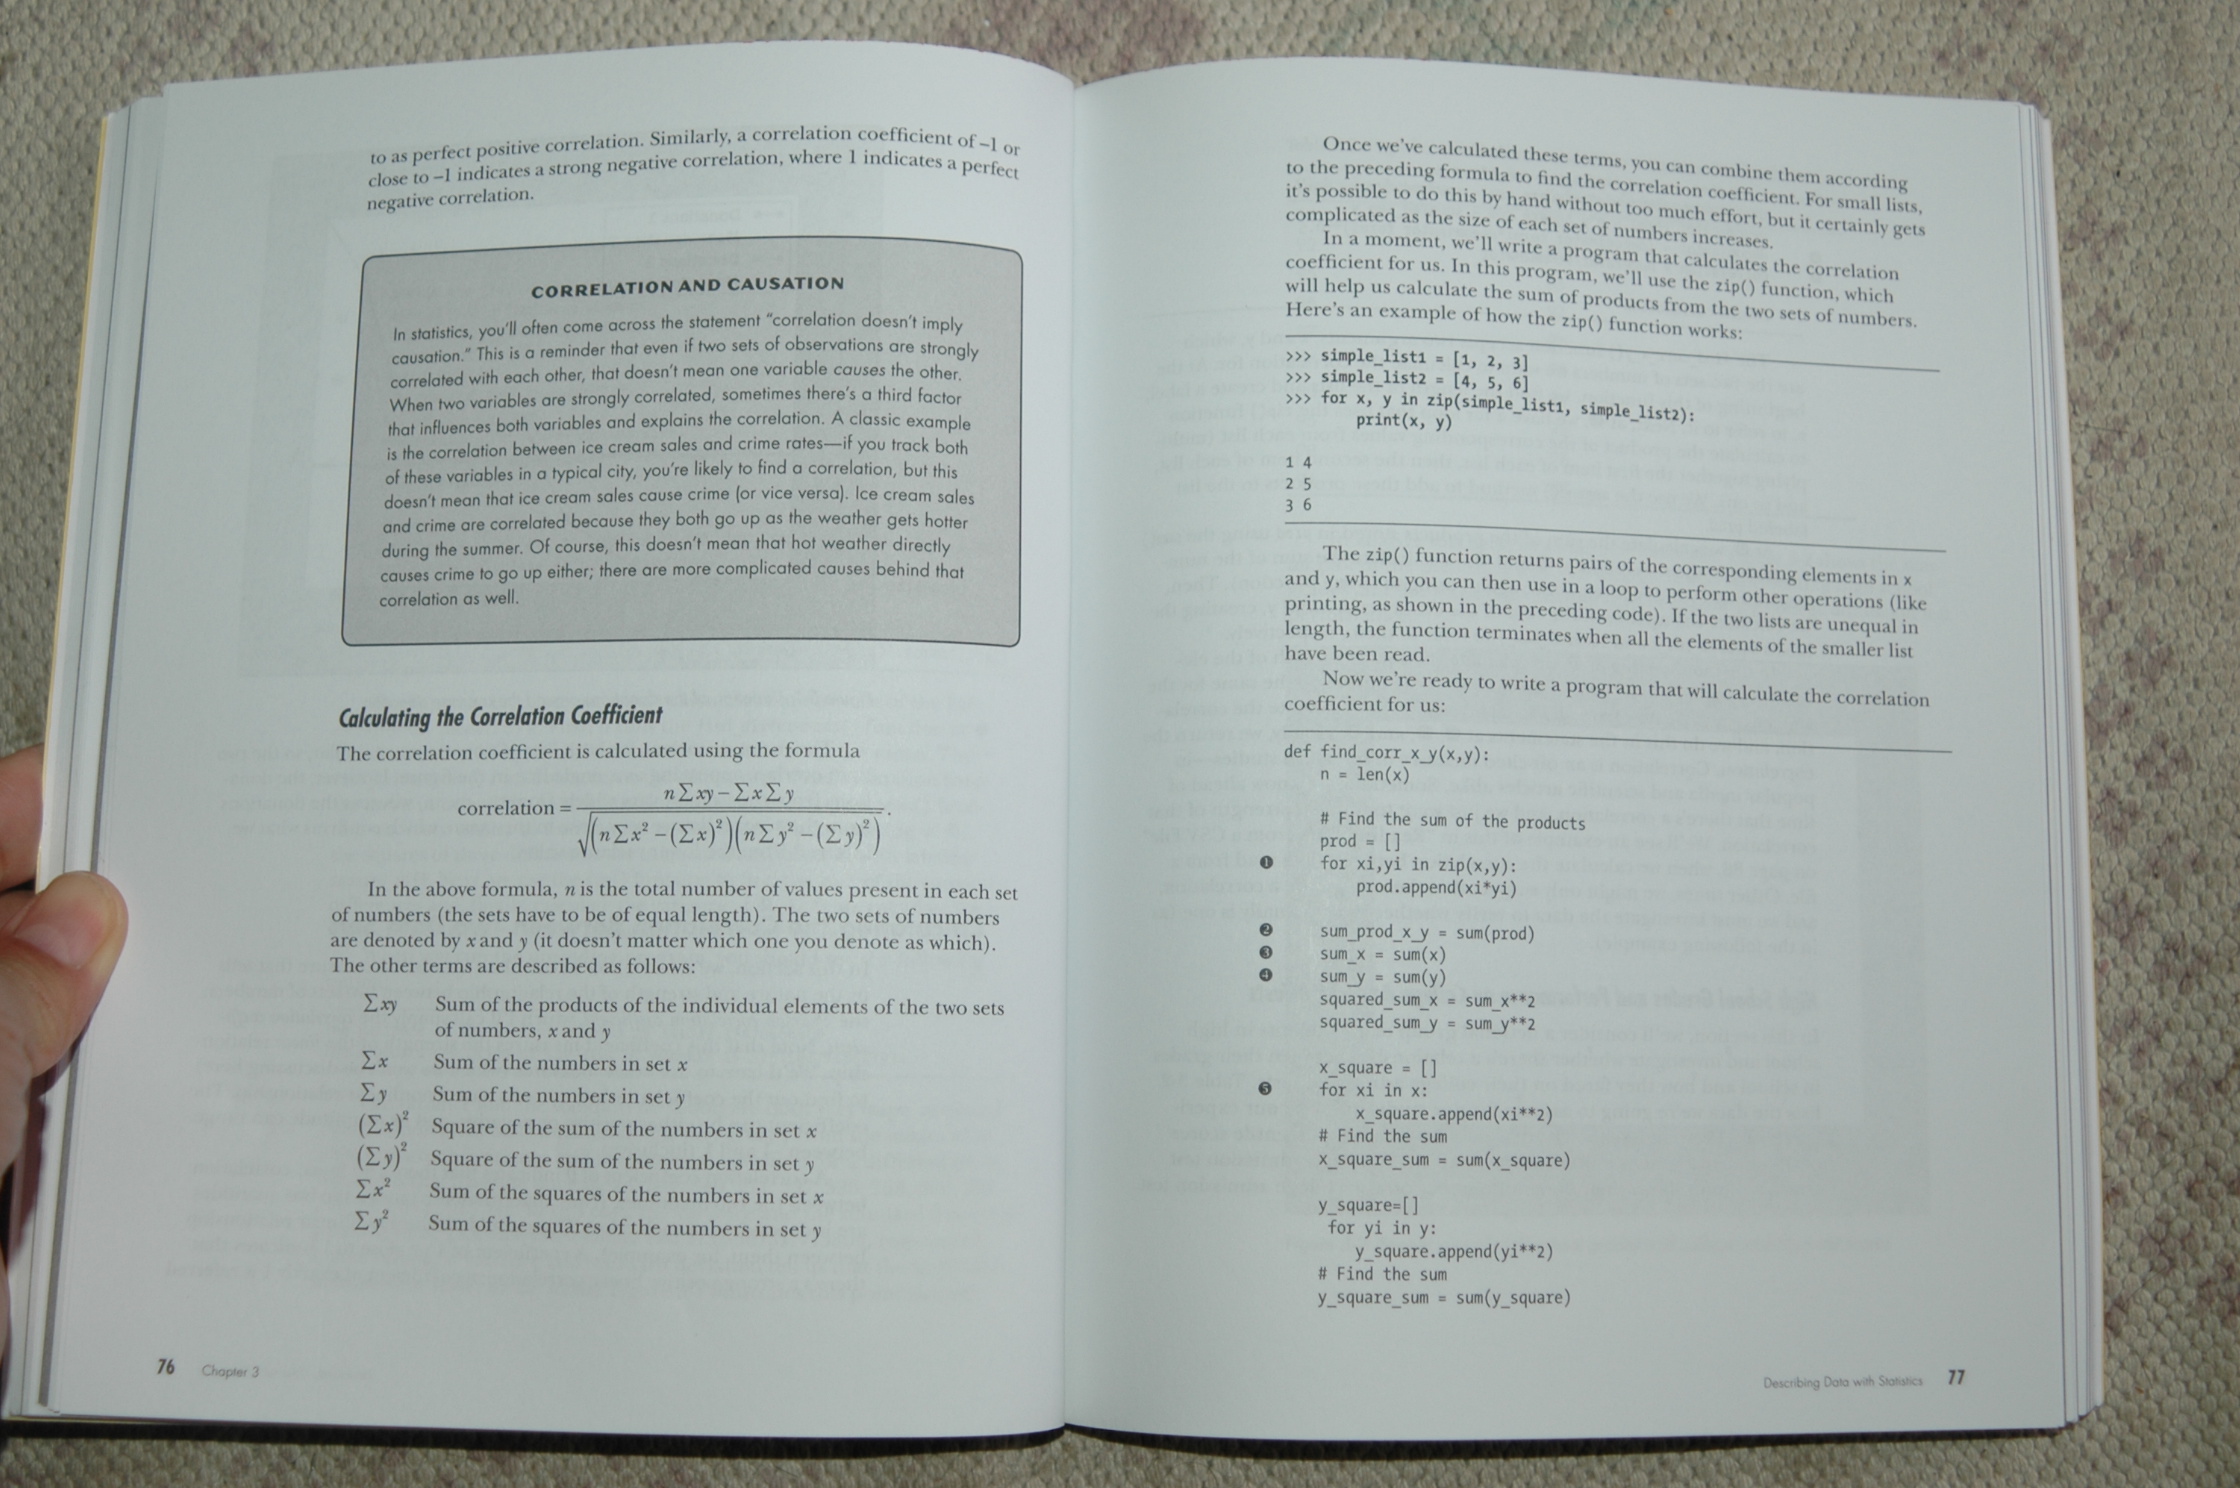 to as perfect positive correlation. Similarly, a correlation coefficient of –1 or
close to –1 indicates a strong negative correlation, where 1 indicates a perfect
negative correlation.
CORRELATION AND CAUSATION
In statistics, you'll often come across the statement "correlation doesn't imply
causation." This is a reminder that even if two sets of observations are strongly
correlated with each other, that doesn't mean one variable causes the other.
When two variables are strongly correlated, sometimes there's a third factor
that influences both variables and explains the correlation. A classic example
is the correlation between ice cream sales and crime rates—if you track both
of these variables in a typical city, you're likely to find a correlation, but this
doesn't mean that ice cream sales cause crime (or vice versa). Ice cream sales
and crime are correlated because they both go up as the weather gets hotter
during the summer. Of course, this doesn't mean that hot weather directly
causes crime to go up either; there are more complicated causes behind that
correlation as well.
Calculating the Correlation Coefficient
The correlation coefficient is calculated using the formula
n∑xy – ∑x∑y
correlation =
√(n∑x² – (∑x)²)(n∑y² – (∑y)²) .
In the above formula, n is the total number of values present in each set
of numbers (the sets have to be of equal length). The two sets of numbers
are denoted by x and y (it doesn't matter which one you denote as which).
The other terms are described as follows:
∑xy Sum of the products of the individual elements of the two sets
of numbers, x and y
∑x Sum of the numbers in set x
∑y Sum of the numbers in set y
(∑x)² Square of the sum of the numbers in set x
(∑y)² Square of the sum of the numbers in set y
∑x² Sum of the squares of the numbers in set x
∑y² Sum of the squares of the numbers in set y
76 Chapter 3
Once we've calculated these terms, you can combine them according
to the preceding formula to find the correlation coefficient. For small lists,
it's possible to do this by hand without too much effort, but it certainly gets
complicated as the size of each set of numbers increases.
In a moment, we'll write a program that calculates the correlation
coefficient for us. In this program, we'll use the zip() function, which
will help us calculate the sum of products from the two sets of numbers.
Here's an example of how the zip() function works:
>>> simple_list1 = [1, 2, 3]
>>> simple_list2 = [4, 5, 6]
>>> for x, y in zip(simple_list1, simple_list2):
print(x, y)
1 4
2 5
3 6
The zip() function returns pairs of the corresponding elements in x
and y, which you can then use in a loop to perform other operations (like
printing, as shown in the preceding code). If the two lists are unequal in
length, the function terminates when all the elements of the smaller list
have been read.
Now we're ready to write a program that will calculate the correlation
coefficient for us:
def find_corr_x_y(x,y):
n = len(x)
# Find the sum of the products
prod = []
❶ for xi,yi in zip(x,y):
prod.append(xi*yi)
❷ sum_prod_x_y = sum(prod)
❸ sum_x = sum(x)
❹ sum_y = sum(y)
squared_sum_x = sum_x**2
squared_sum_y = sum_y**2
x_square = []
❺ for xi in x:
x_square.append(xi**2)
# Find the sum
x_square_sum = sum(x_square)
y_square=[]
for yi in y:
y_square.append(yi**2)
# Find the sum
y_square_sum = sum(y_square)
Describing Data with Statistics 77